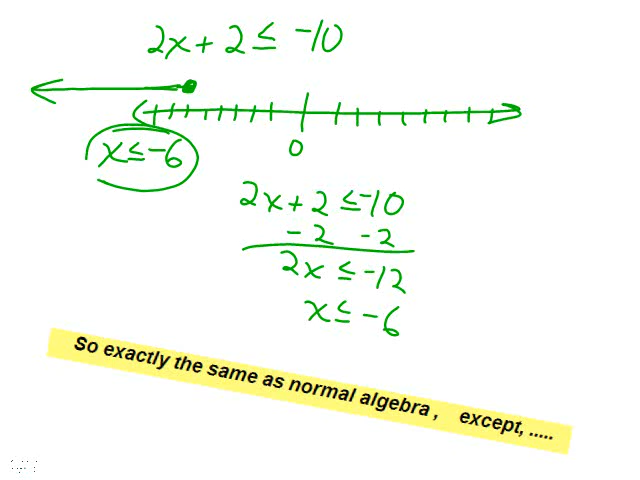 2x + 2 ≤ -10
0
x ≤ -6
2x + 2 ≤ -10
- 2 - 2
2x ≤ -12
x ≤ -6
So exactly the same as normal algebra , except, .....